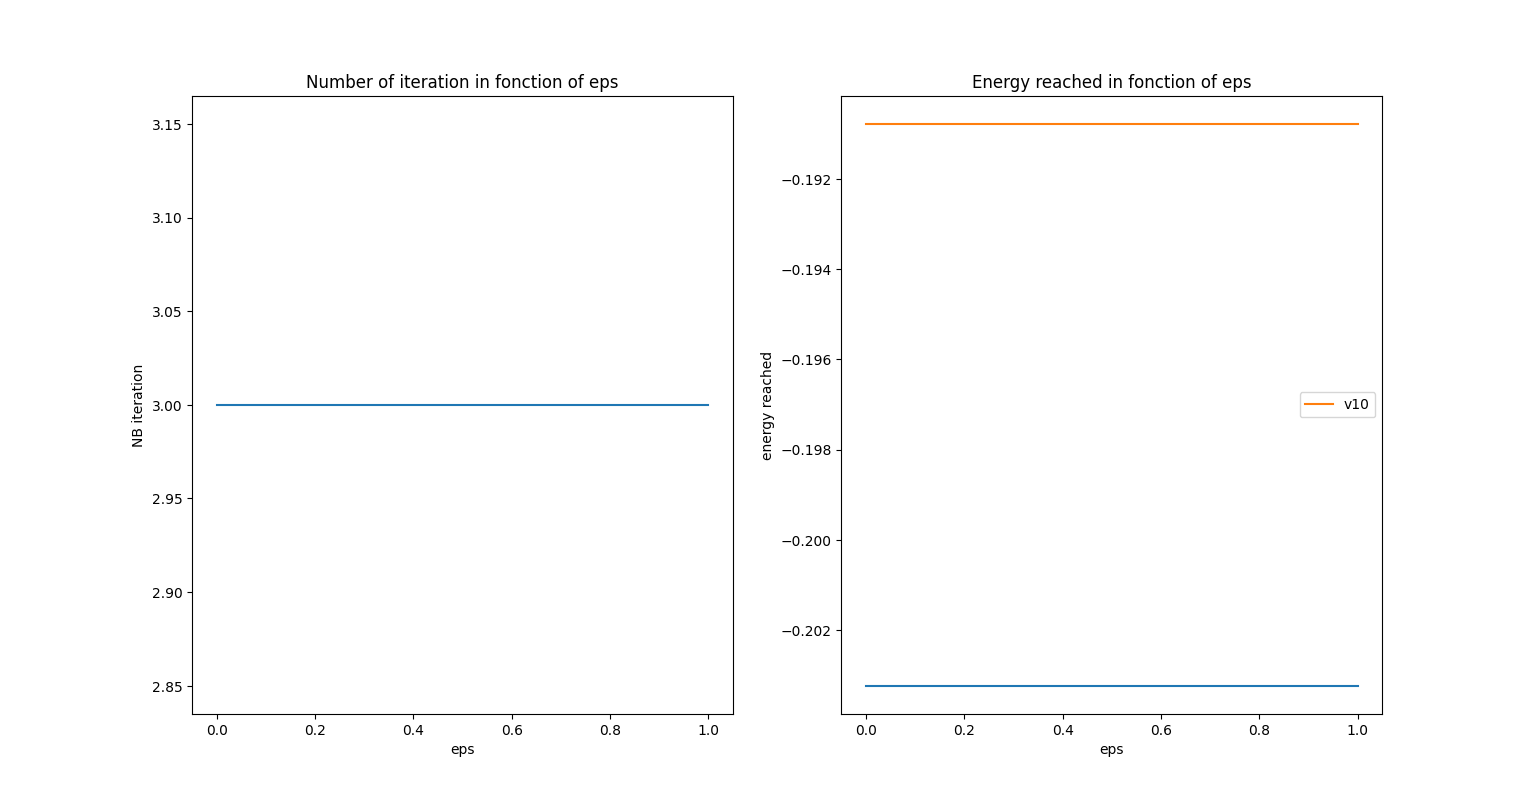 Number of iteration in fonction of eps
3.15
3.10
3.05
3.00
2.95
2.90
2.85
NB iteration
0.0 0.2 0.4 0.6 0.8 1.0
eps
Energy reached in fonction of eps
−0.192
−0.194
−0.196
−0.198
−0.200
−0.202
energy reached
v10
0.0 0.2 0.4 0.6 0.8 1.0
eps